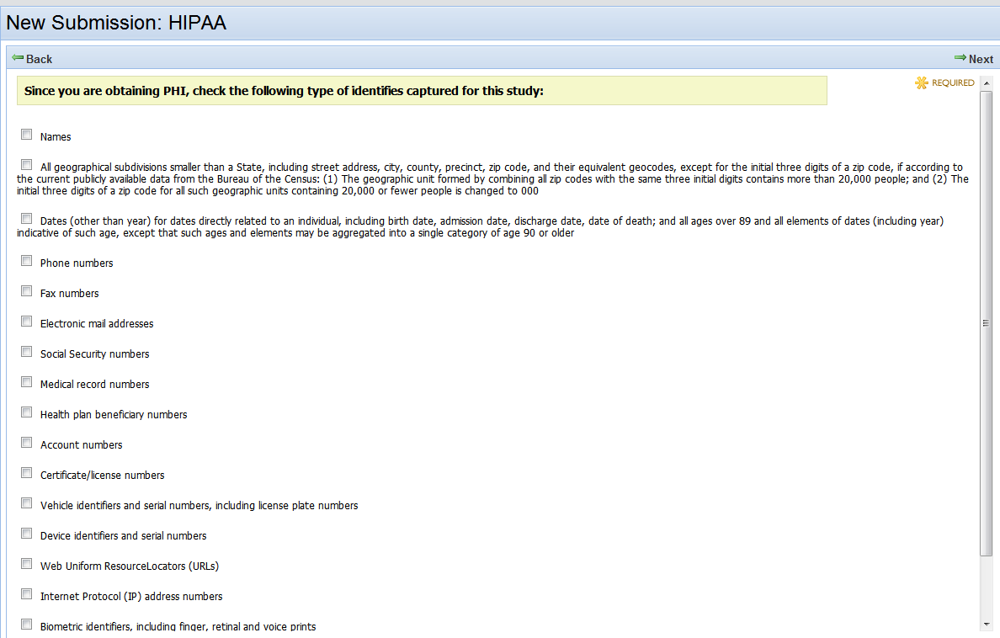 New Submission: HIPAA
Back
Next
Since you are obtaining PHI, check the following type of identifies captured for this study:
REQUIRED
Names
All geographical subdivisions smaller than a State, including street address, city, county, precinct, zip code, and their equivalent geocodes, except for the initial three digits of a zip code, if according to
the current publicly available data from the Bureau of the Census: (1) The geographic unit formed by combining all zip codes with the same three initial digits contains more than 20,000 people; and (2) The
initial three digits of a zip code for all such geographic units containing 20,000 or fewer people is changed to 000
Dates (other than year) for dates directly related to an individual, including birth date, admission date, discharge date, date of death; and all ages over 89 and all elements of dates (including year)
indicative of such age, except that such ages and elements may be aggregated into a single category of age 90 or older
Phone numbers
Fax numbers
Electronic mail addresses
Social Security numbers
Medical record numbers
Health plan beneficiary numbers
Account numbers
Certificate/license numbers
Vehicle identifiers and serial numbers, including license plate numbers
Device identifiers and serial numbers
Web Uniform ResourceLocators (URLs)
Internet Protocol (IP) address numbers
Biometric identifiers, including finger, retinal and voice prints